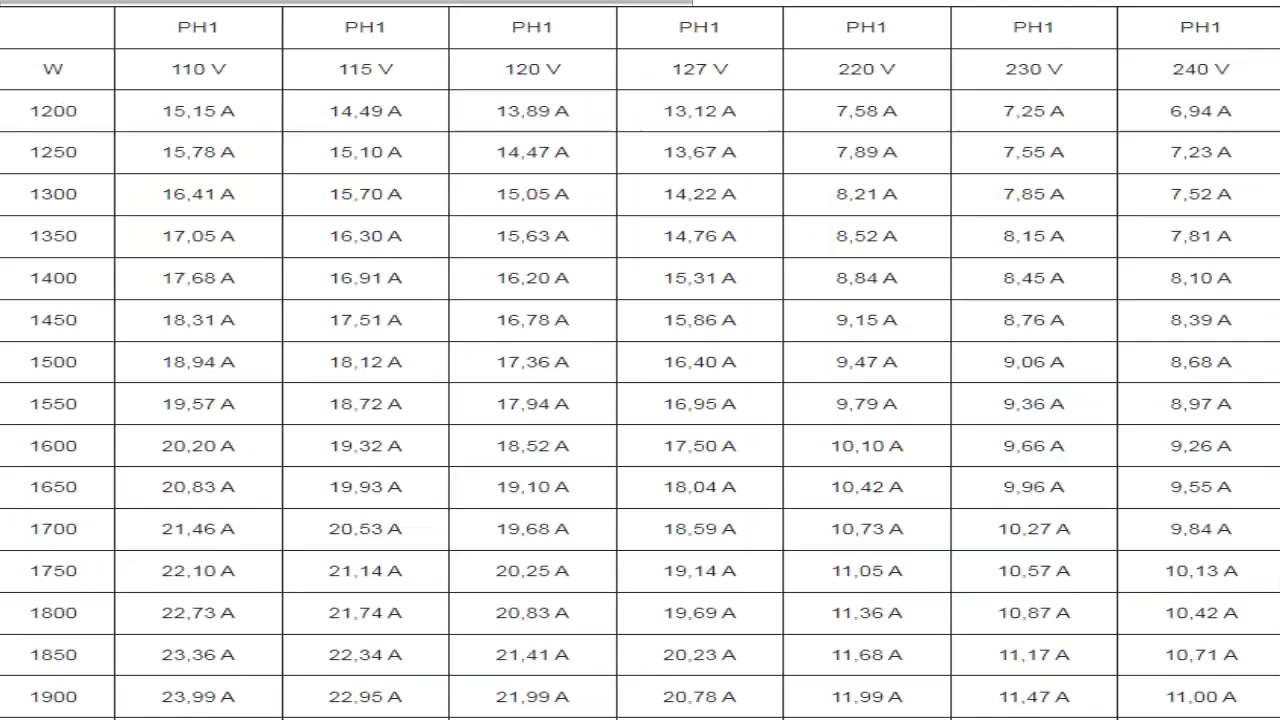 PH1 PH1 PH1 PH1 PH1 PH1 PH1
W 110 V 115 V 120 V 127 V 220 V 230 V 240 V
1200 15,15 A 14,49 A 13,89 A 13,12 A 7,58 A 7,25 A 6,94 A
1250 15,78 A 15,10 A 14,47 A 13,67 A 7,89 A 7,55 A 7,23 A
1300 16,41 A 15,70 A 15,05 A 14,22 A 8,21 A 7,85 A 7,52 A
1350 17,05 A 16,30 A 15,63 A 14,76 A 8,52 A 8,15 A 7,81 A
1400 17,68 A 16,91 A 16,20 A 15,31 A 8,84 A 8,45 A 8,10 A
1450 18,31 A 17,51 A 16,78 A 15,86 A 9,15 A 8,76 A 8,39 A
1500 18,94 A 18,12 A 17,36 A 16,40 A 9,47 A 9,06 A 8,68 A
1550 19,57 A 18,72 A 17,94 A 16,95 A 9,79 A 9,36 A 8,97 A
1600 20,20 A 19,32 A 18,52 A 17,50 A 10,10 A 9,66 A 9,26 A
1650 20,83 A 19,93 A 19,10 A 18,04 A 10,42 A 9,96 A 9,55 A
1700 21,46 A 20,53 A 19,68 A 18,59 A 10,73 A 10,27 A 9,84 A
1750 22,10 A 21,14 A 20,25 A 19,14 A 11,05 A 10,57 A 10,13 A
1800 22,73 A 21,74 A 20,83 A 19,69 A 11,36 A 10,87 A 10,42 A
1850 23,36 A 22,34 A 21,41 A 20,23 A 11,68 A 11,17 A 10,71 A
1900 23,99 A 22,95 A 21,99 A 20,78 A 11,99 A 11,47 A 11,00 A